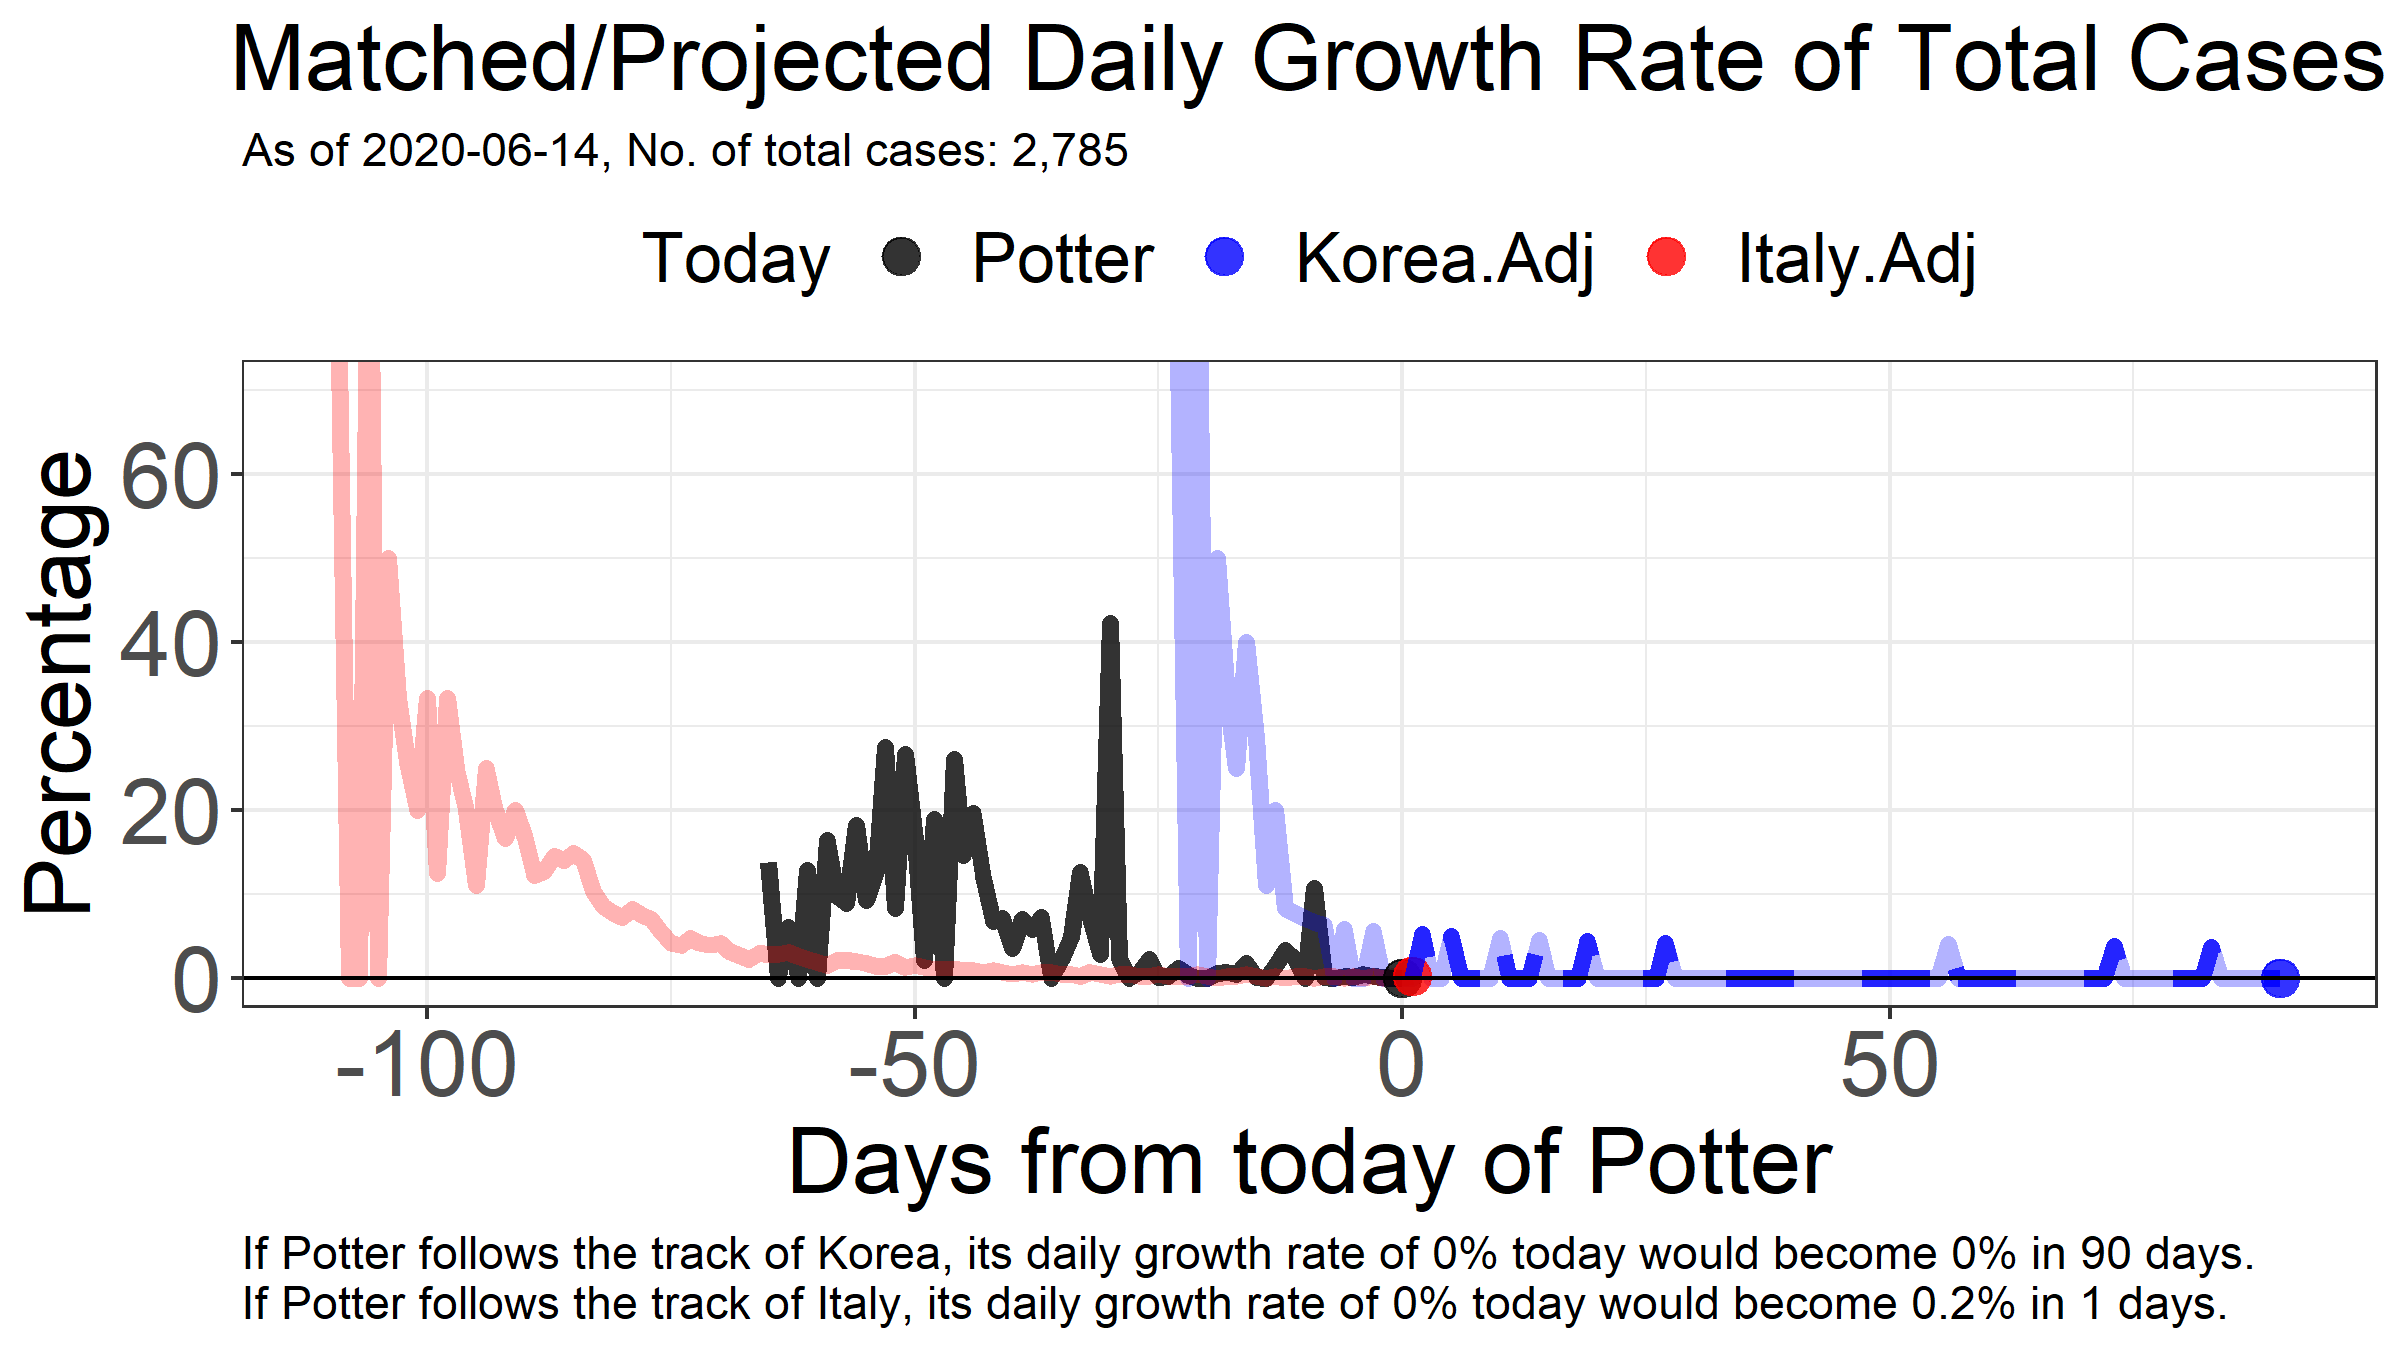 Matched/Projected Daily Growth Rate of Total Cases
As of 2020-06-14, No. of total cases: 2,785
Today Potter Korea.Adj Italy.Adj
Percentage
60
40
20
0
-100 -50 0 50
Days from today of Potter
If Potter follows the track of Korea, its daily growth rate of 0% today would become 0% in 90 days.
If Potter follows the track of Italy, its daily growth rate of 0% today would become 0.2% in 1 days.